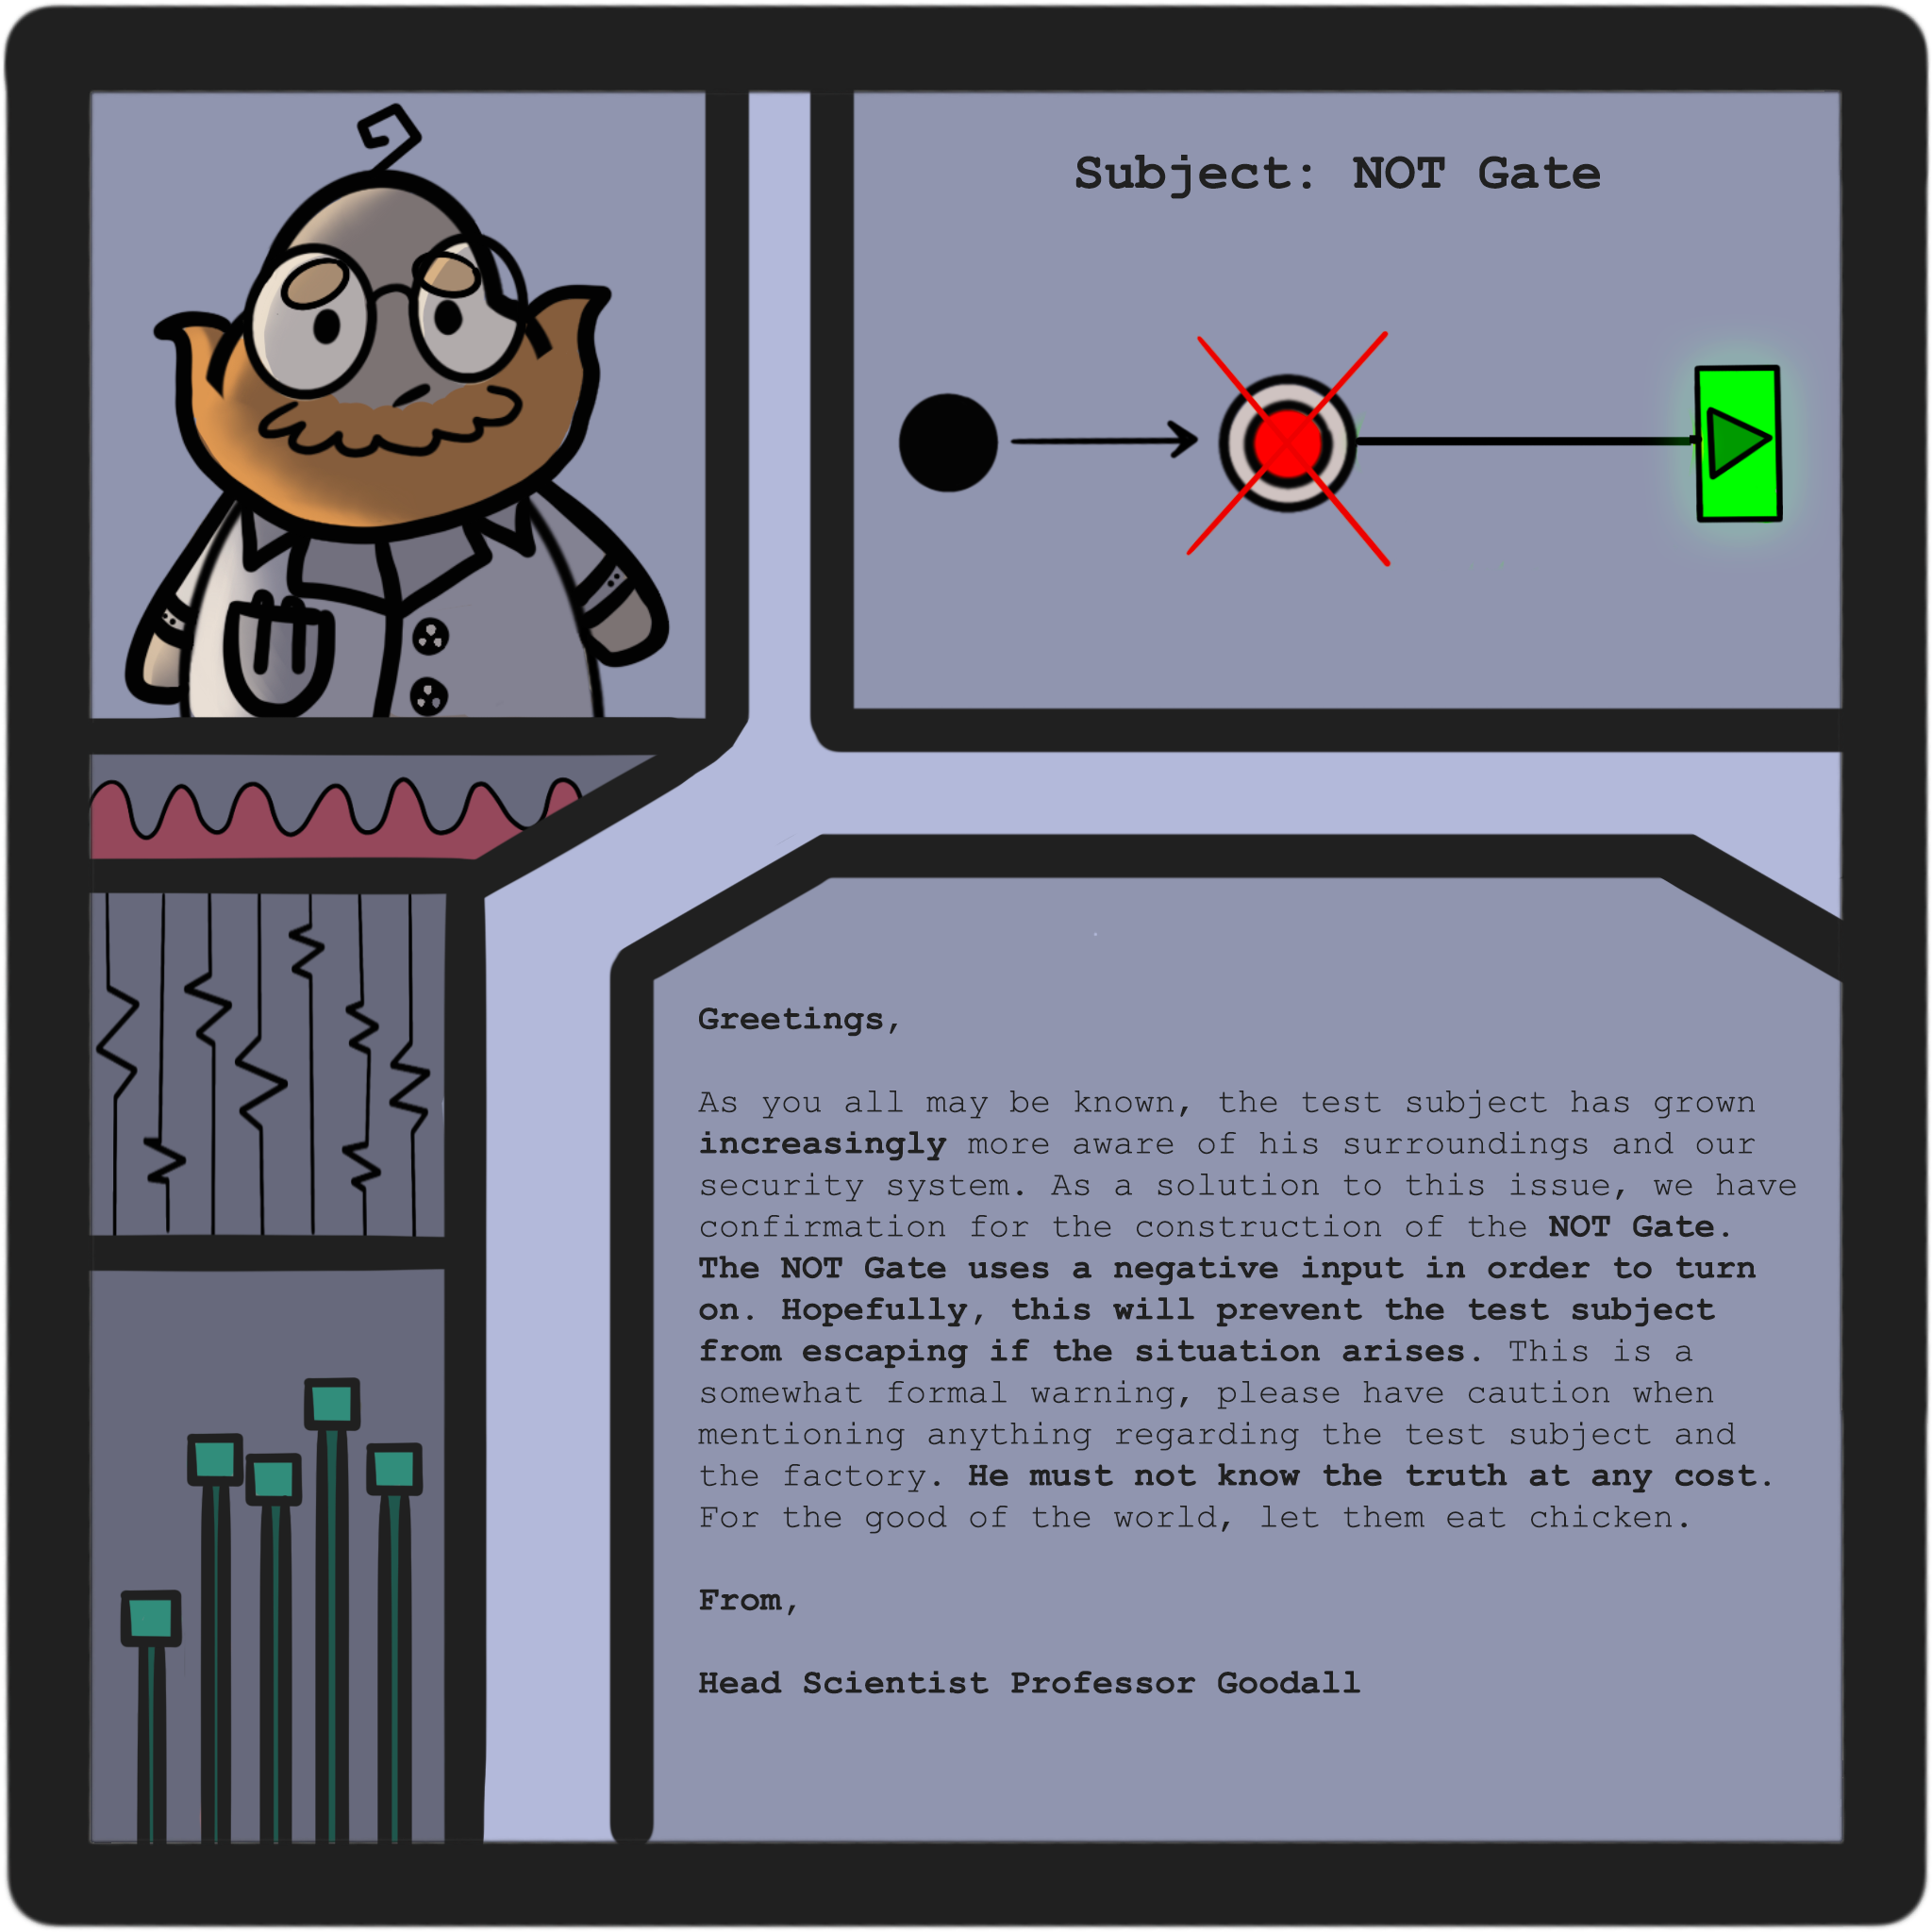 Subject: NOT Gate
Greetings,
As you all may be known, the test subject has grown
increasingly more aware of his surroundings and our
security system. As a solution to this issue, we have
confirmation for the construction of the NOT Gate.
The NOT Gate uses a negative input in order to turn
on. Hopefully, this will prevent the test subject
from escaping if the situation arises. This is a
somewhat formal warning, please have caution when
mentioning anything regarding the test subject and
the factory. He must not know the truth at any cost.
For the good of the world, let them eat chicken.
From,
Head Scientist Professor Goodall